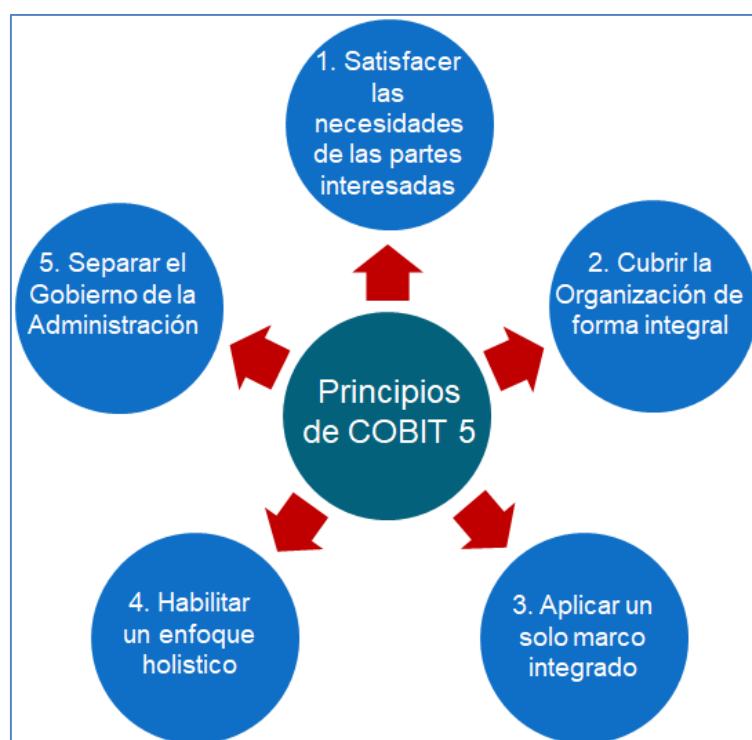 1. Satisfacer
las
necesidades
de las partes
interesadas
2. Cubrir la
Organización de
forma integral
3. Aplicar un
solo marco
integrado
4. Habilitar
un enfoque
holistico
5. Separar el
Gobierno de la
Administración
Principios
de COBIT 5